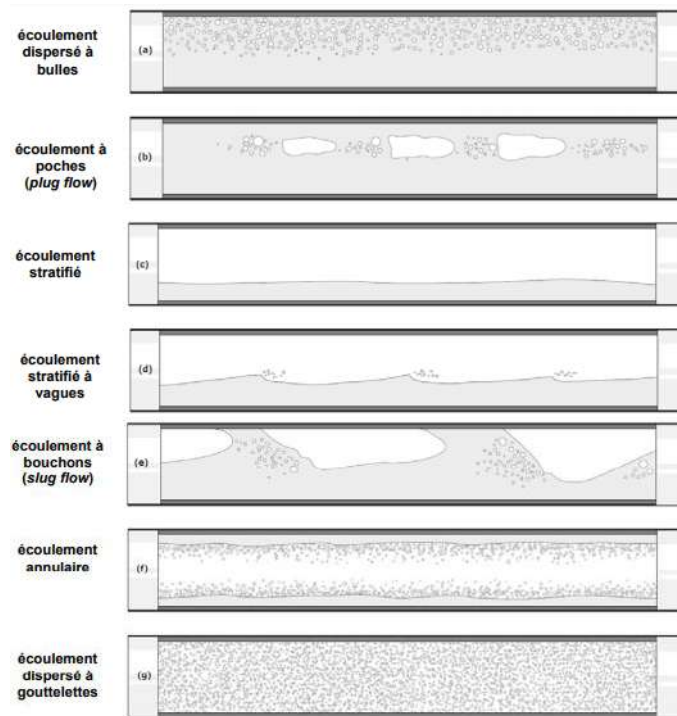 écoulement
dispersé à
bulles
(a)
écoulement à
poches
(plug flow)
(b)
écoulement
stratifié
(c)
écoulement
stratifié à
vagues
(d)
écoulement à
bouchons
(slug flow)
(e)
écoulement
annulaire
(f)
écoulement
dispersé à
gouttelettes
(g)